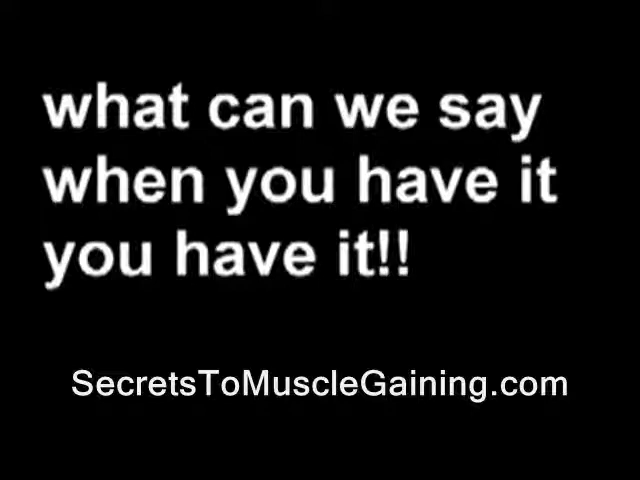 what can we say
when you have it
you have it!!
SecretsToMuscleGaining.com